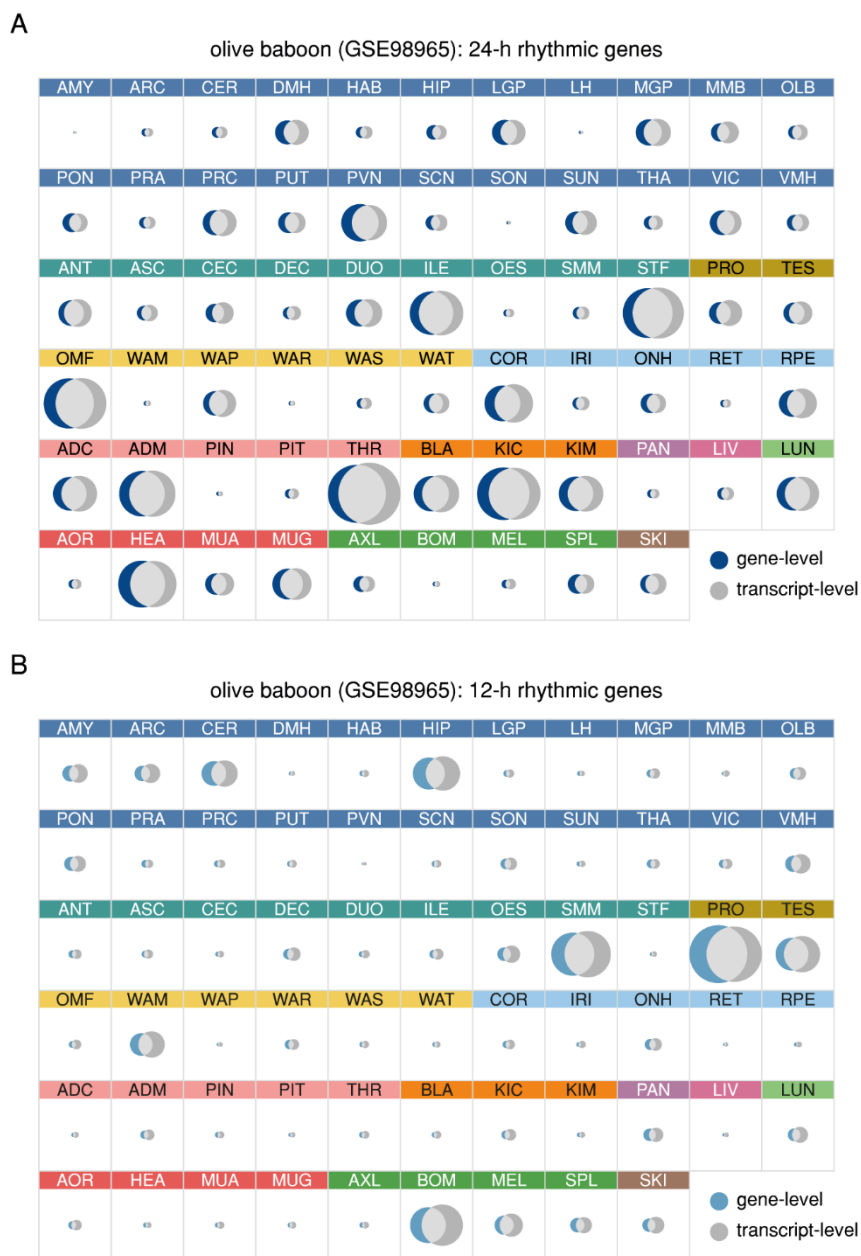 A
olive baboon (GSE98965): 24-h rhythmic genes
AMY ARC CER DMH HAB HIP LGP LH MGP MMB OLB
PON PRA PRC PUT PVN SCN SON SUN THA VIC VMH
ANT ASC CEC DEC DUO ILE OES SMM STF PRO TES
OMF WAM WAP WAR WAS WAT COR IRI ONH RET RPE
ADC ADM PIN PIT THR BLA KIC KIM PAN LIV LUN
AOR HEA MUA MUG AXL BOM MEL SPL SKI
gene-level
transcript-level
B
olive baboon (GSE98965): 12-h rhythmic genes
AMY ARC CER DMH HAB HIP LGP LH MGP MMB OLB
PON PRA PRC PUT PVN SCN SON SUN THA VIC VMH
ANT ASC CEC DEC DUO ILE OES SMM STF PRO TES
OMF WAM WAP WAR WAS WAT COR IRI ONH RET RPE
ADC ADM PIN PIT THR BLA KIC KIM PAN LIV LUN
AOR HEA MUA MUG AXL BOM MEL SPL SKI
gene-level
transcript-level